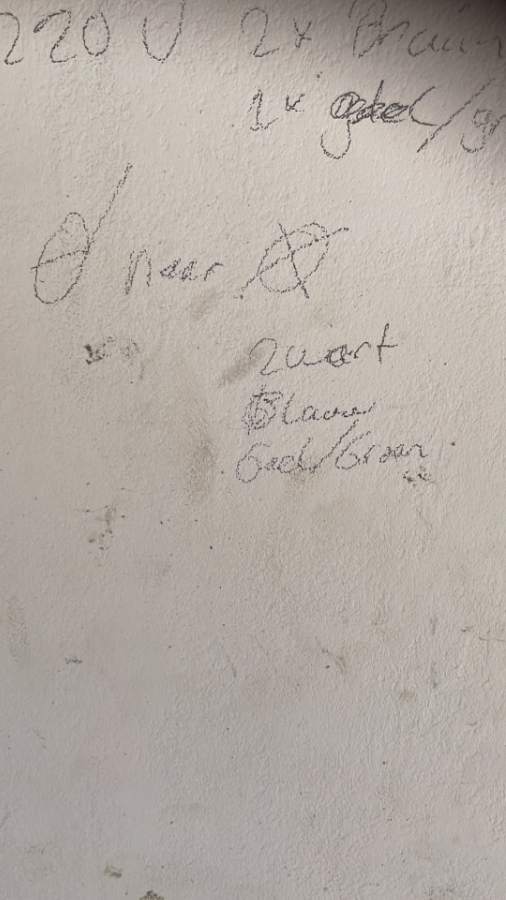 220 V 2x Bruin
1x geel/gr
naar
Zwart
Blauw
Geel/Groen